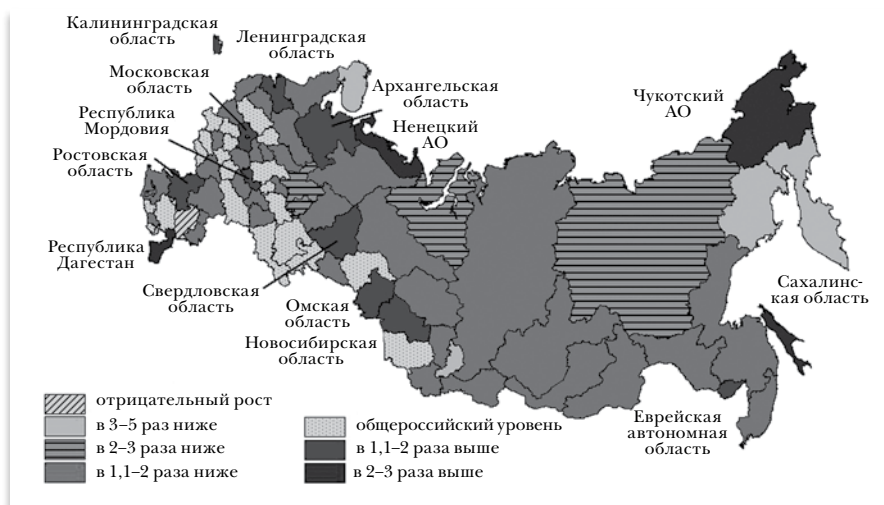 Калининградская
область
Ленинградская
область
Московская
область
Архангельская
область
Республика
Мордовия
Ненецкий
АО
Чукотский
АО
Ростовская
область
Республика
Дагестан
Свердловская
область
Омская
область
Новосибирская
область
Сахалинс-
кая область
Еврейская
автономная
область
отрицательный рост
в 3–5 раз ниже
в 2–3 раза ниже
в 1,1–2 раза ниже
общероссийский уровень
в 1,1–2 раза выше
в 2–3 раза выше